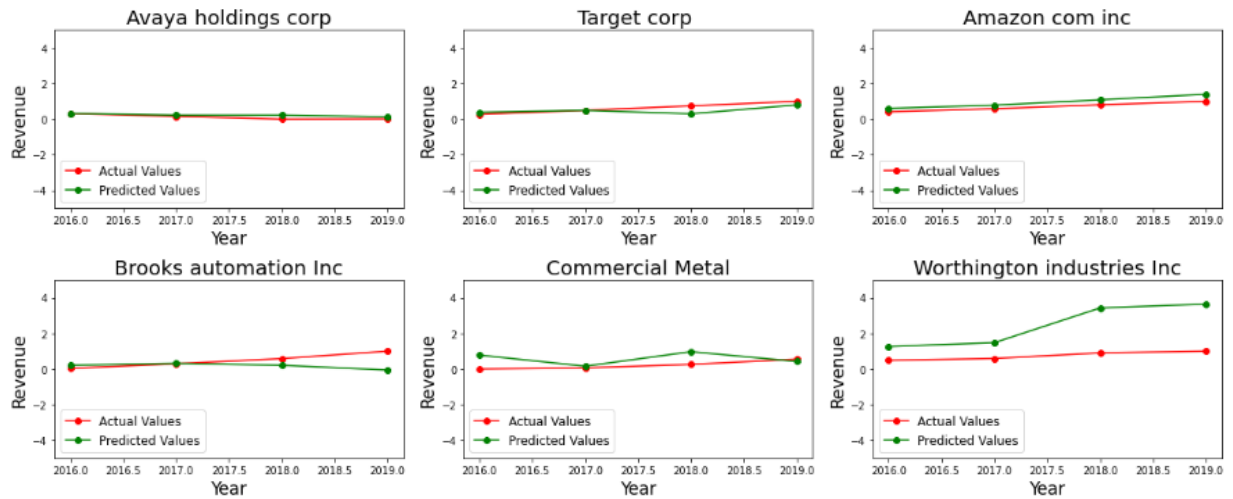 Avaya holdings corp
Revenue
4
2
0
−2
−4
Actual Values
Predicted Values
2016.0 2016.5 2017.0 2017.5 2018.0 2018.5 2019.0
Year
Target corp
Revenue
4
2
0
−2
−4
Actual Values
Predicted Values
2016.0 2016.5 2017.0 2017.5 2018.0 2018.5 2019.0
Year
Amazon com inc
Revenue
4
2
0
−2
−4
Actual Values
Predicted Values
2016.0 2016.5 2017.0 2017.5 2018.0 2018.5 2019.0
Year
Brooks automation Inc
Revenue
4
2
0
−2
−4
Actual Values
Predicted Values
2016.0 2016.5 2017.0 2017.5 2018.0 2018.5 2019.0
Year
Commercial Metal
Revenue
4
2
0
−2
−4
Actual Values
Predicted Values
2016.0 2016.5 2017.0 2017.5 2018.0 2018.5 2019.0
Year
Worthington industries Inc
Revenue
4
2
0
−2
−4
Actual Values
Predicted Values
2016.0 2016.5 2017.0 2017.5 2018.0 2018.5 2019.0
Year